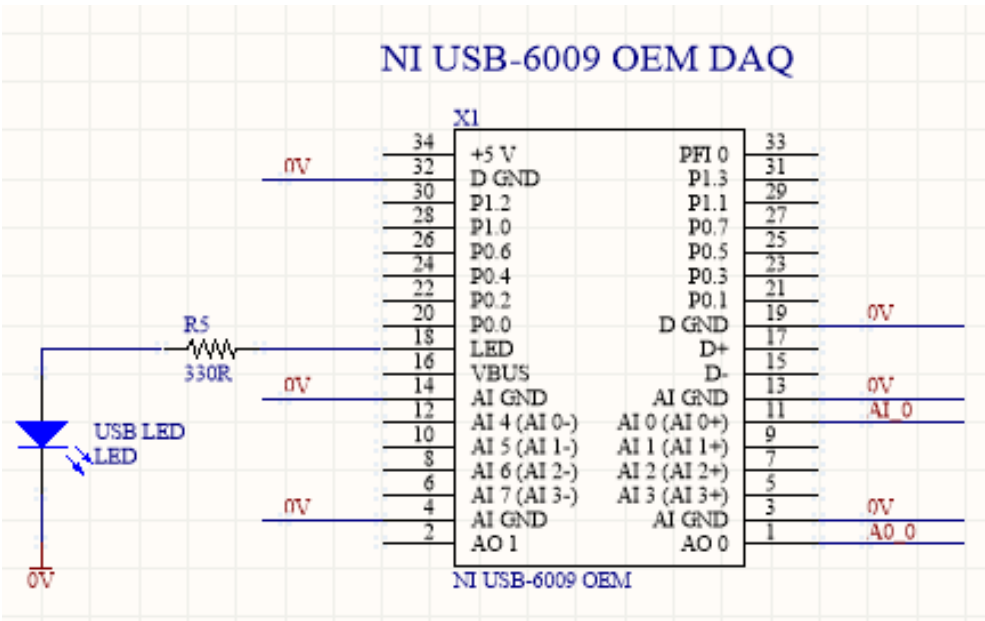 NI USB-6009 OEM DAQ
X1
34 +5 V PFI 0 33
0V 32 D GND P1.3 31
30 P1.2 P1.1 29
28 P1.0 P0.7 27
26 P0.6 P0.5 25
24 P0.4 P0.3 23
22 P0.2 P0.1 21
20 P0.0 D GND 19 0V
R5 18 LED D+ 17
330R 16 VBUS D- 15
0V 14 AI GND AI GND 13 0V
12 AI 4 (AI 0-) AI 0 (AI 0+) 11 AI_0
USB LED 10 AI 5 (AI 1-) AI 1 (AI 1+) 9
LED 8 AI 6 (AI 2-) AI 2 (AI 2+) 7
6 AI 7 (AI 3-) AI 3 (AI 3+) 5
0V 4 AI GND AI GND 3 0V
2 AO 1 AO 0 1 A0_0
0V NI USB-6009 OEM